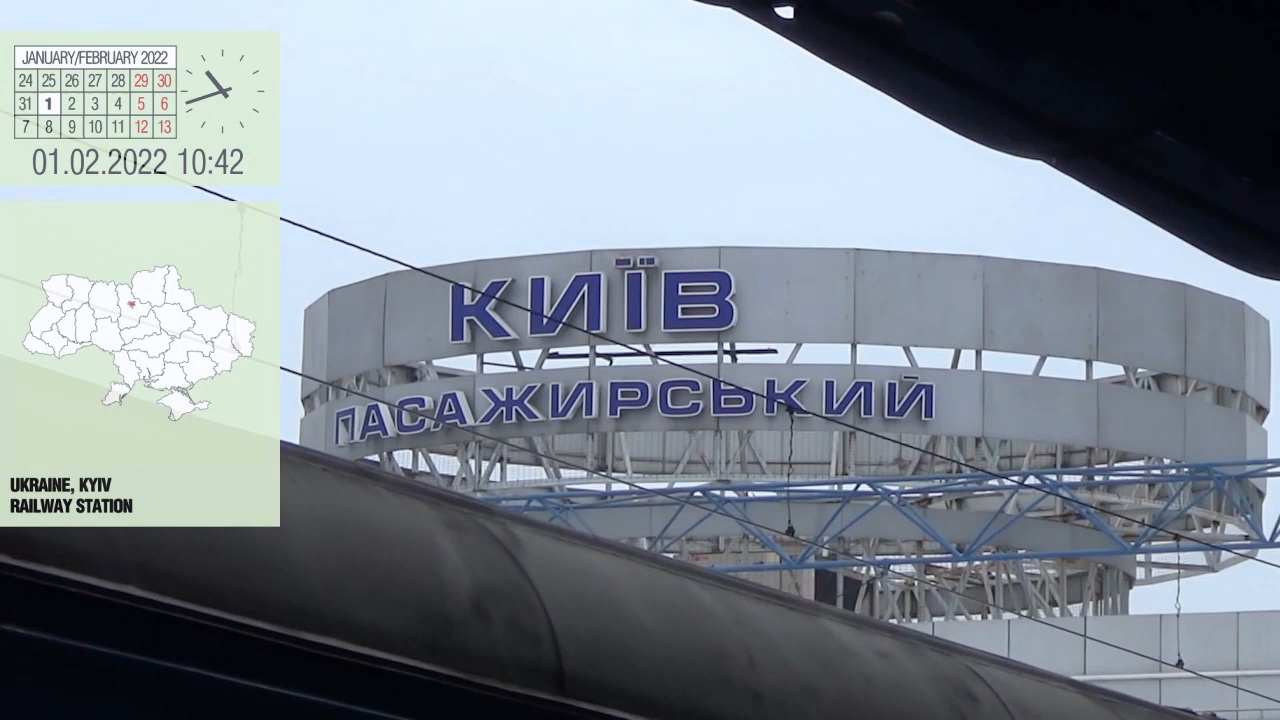 JANUARY/FEBRUARY 2022
24 25 26 27 28 29 30
31 1 2 3 4 5 6
7 8 9 10 11 12 13
01.02.2022 10:42
UKRAINE, KYIV
RAILWAY STATION
КИЇВ
ПАСАЖИРСЬКИЙ